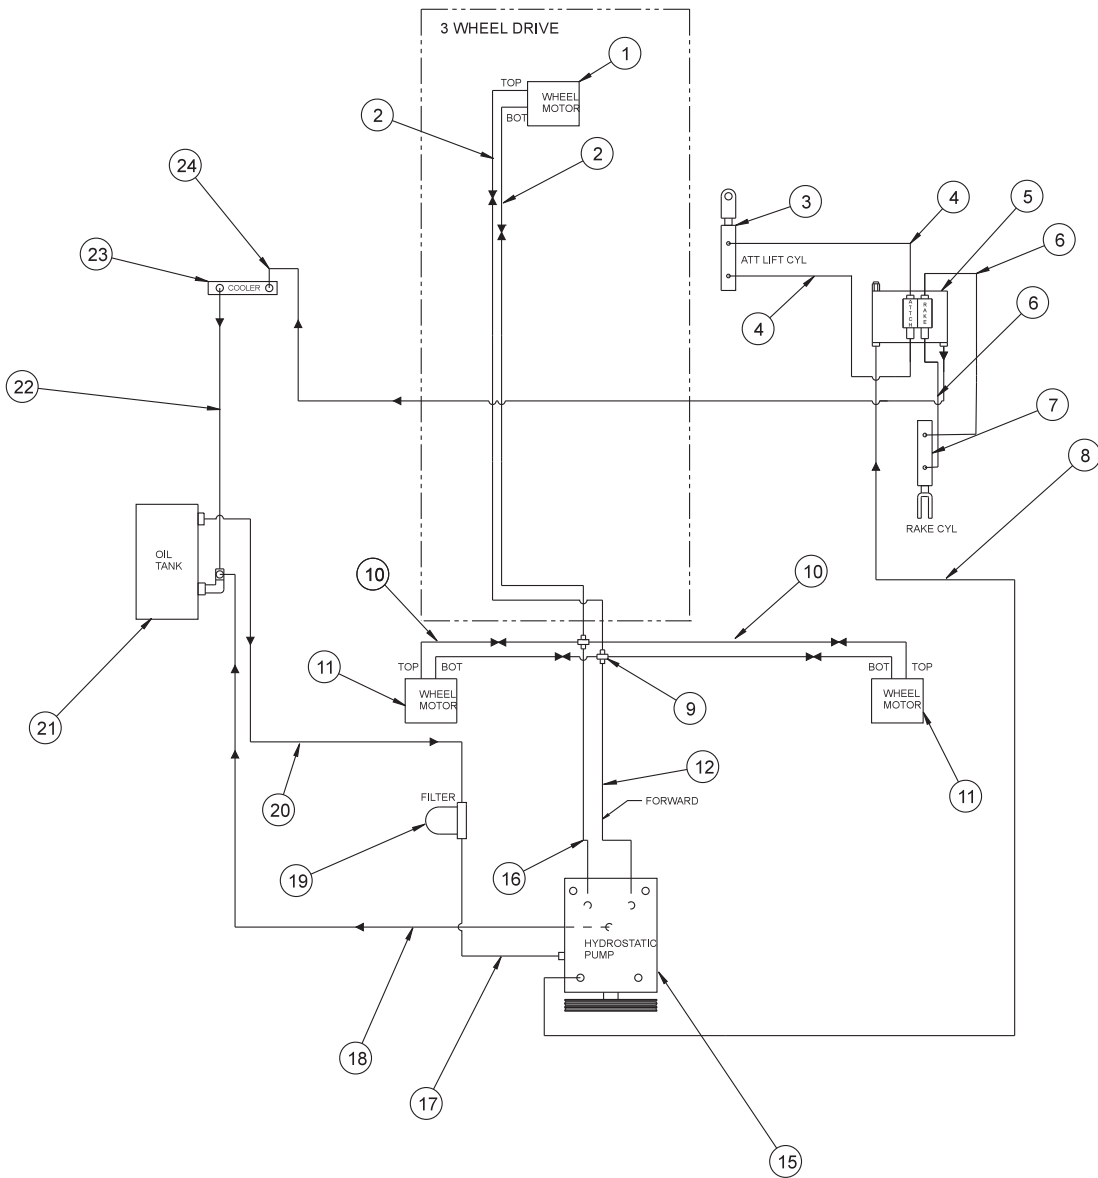 3 WHEEL DRIVE
1
TOP
WHEEL
MOTOR
BOT
2
2
24
3
4
5
6
23
COOLER
ATT LIFT CYL
ATTCH
RAKE
4
6
22
7
8
RAKE CYL
OIL
TANK
10
10
TOP
BOT
11
WHEEL
MOTOR
BOT
TOP
WHEEL
MOTOR
9
21
12
11
20
FILTER
FORWARD
19
16
HYDROSTATIC
PUMP
18
17
15